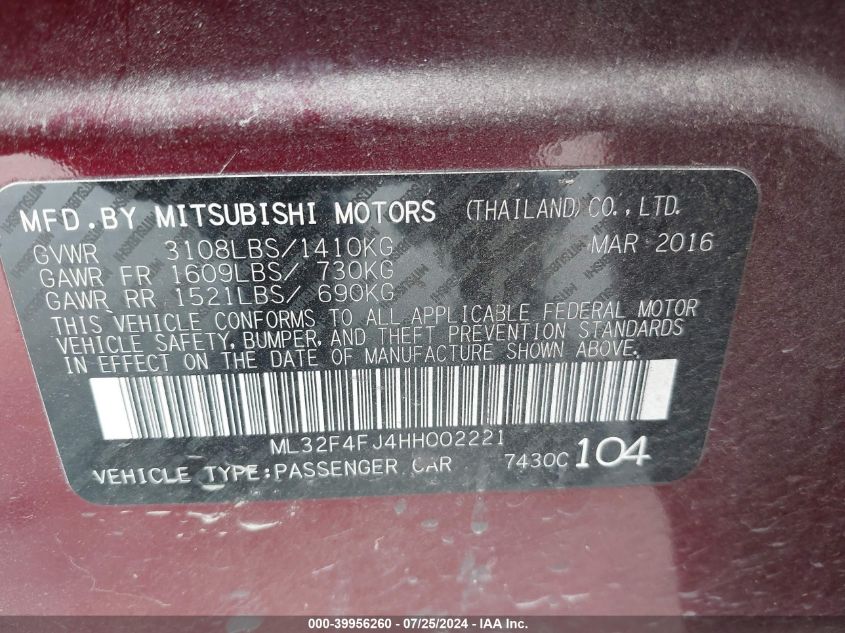 MFD.BY MITSUBISHI MOTORS (THAILAND) CO.,LTD.
GVWR 3108LBS/1410KG MAR 2016
GAWR FR 1609LBS/ 730KG
GAWR RR 1521LBS/ 690KG
THIS VEHICLE CONFORMS TO ALL APPLICABLE FEDERAL MOTOR
VEHICLE SAFETY, BUMPER, AND THEFT PREVENTION STANDARDS
IN EFFECT ON THE DATE OF MANUFACTURE SHOWN ABOVE.
ML32F4FJ4HH002221
VEHICLE TYPE:PASSENGER CAR 7430C 104
000-39956260 - 07/25/2024 - IAA Inc.